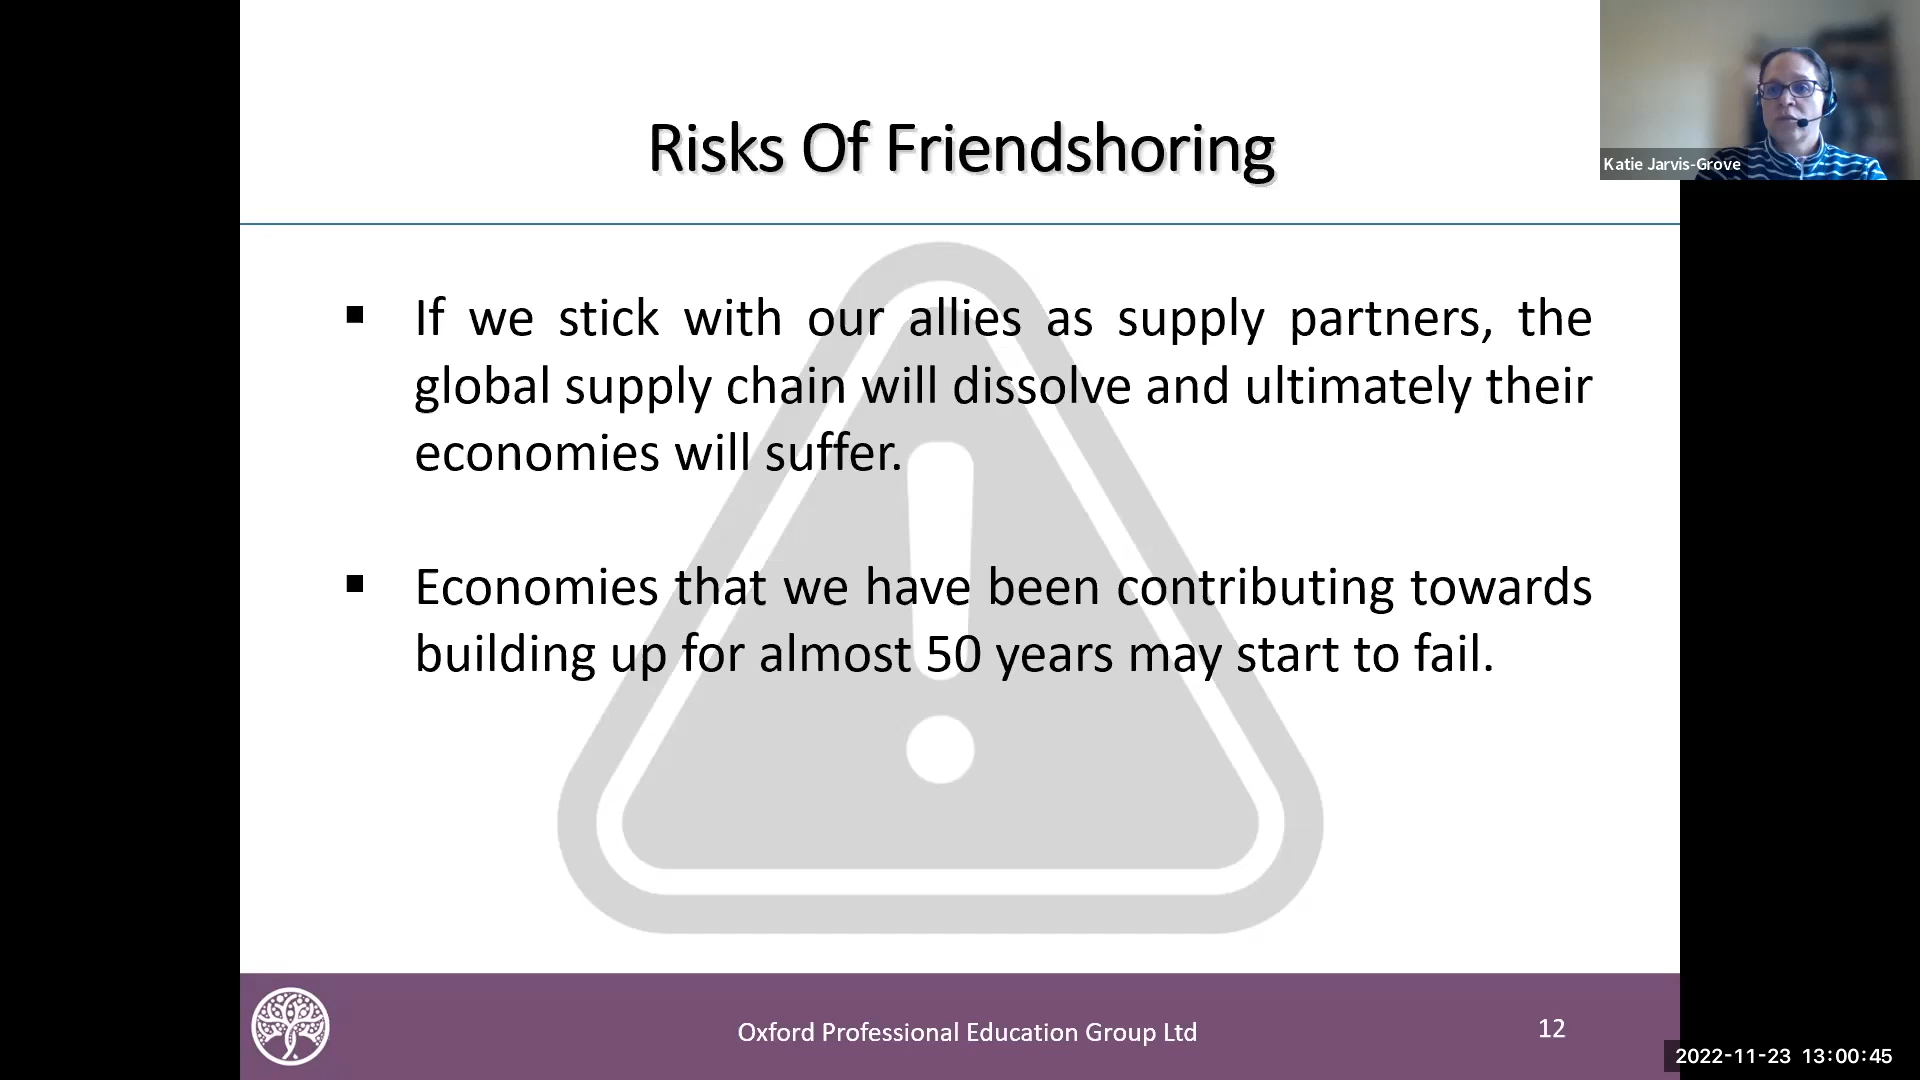 Risks Of Friendshoring
Katie Jarvis-Grove
▪ If we stick with our allies as supply partners, the
global supply chain will dissolve and ultimately their
economies will suffer.
▪ Economies that we have been contributing towards
building up for almost 50 years may start to fail.
Oxford Professional Education Group Ltd
12
2022-11-23 13:00:45